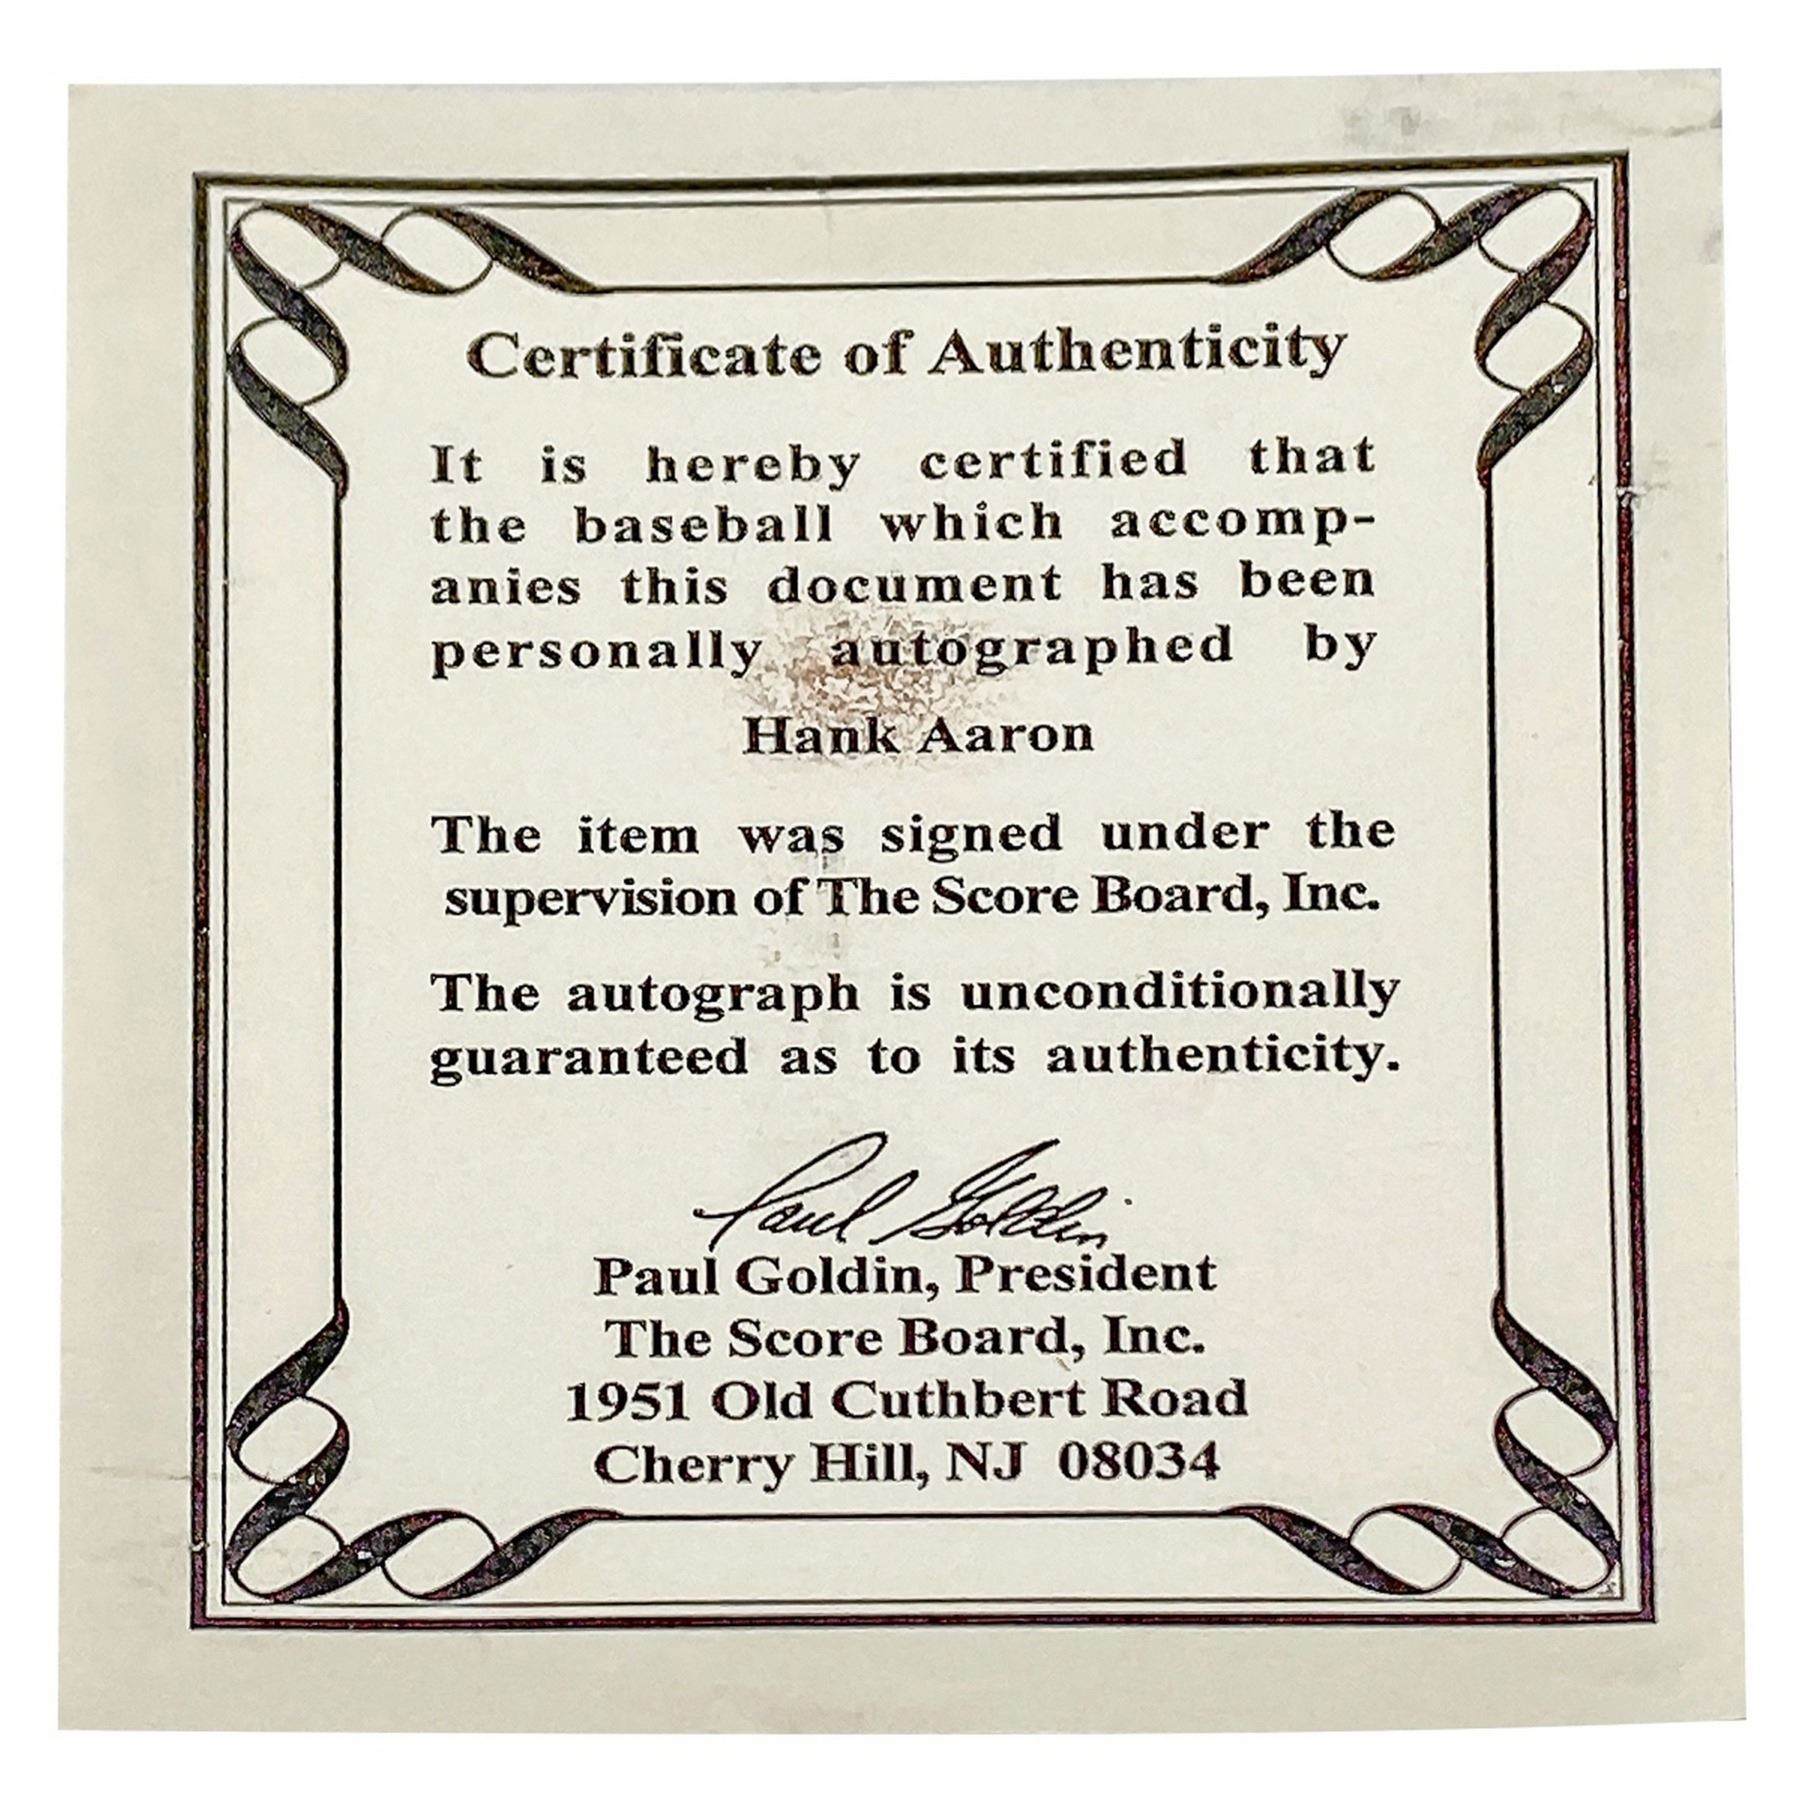 Certificate of Authenticity
It is hereby certified that
the baseball which accomp-
anies this document has been
personally autographed by
Hank Aaron
The item was signed under the
supervision of The Score Board, Inc.
The autograph is unconditionally
guaranteed as to its authenticity.
Paul Goldin
Paul Goldin, President
The Score Board, Inc.
1951 Old Cuthbert Road
Cherry Hill, NJ 08034